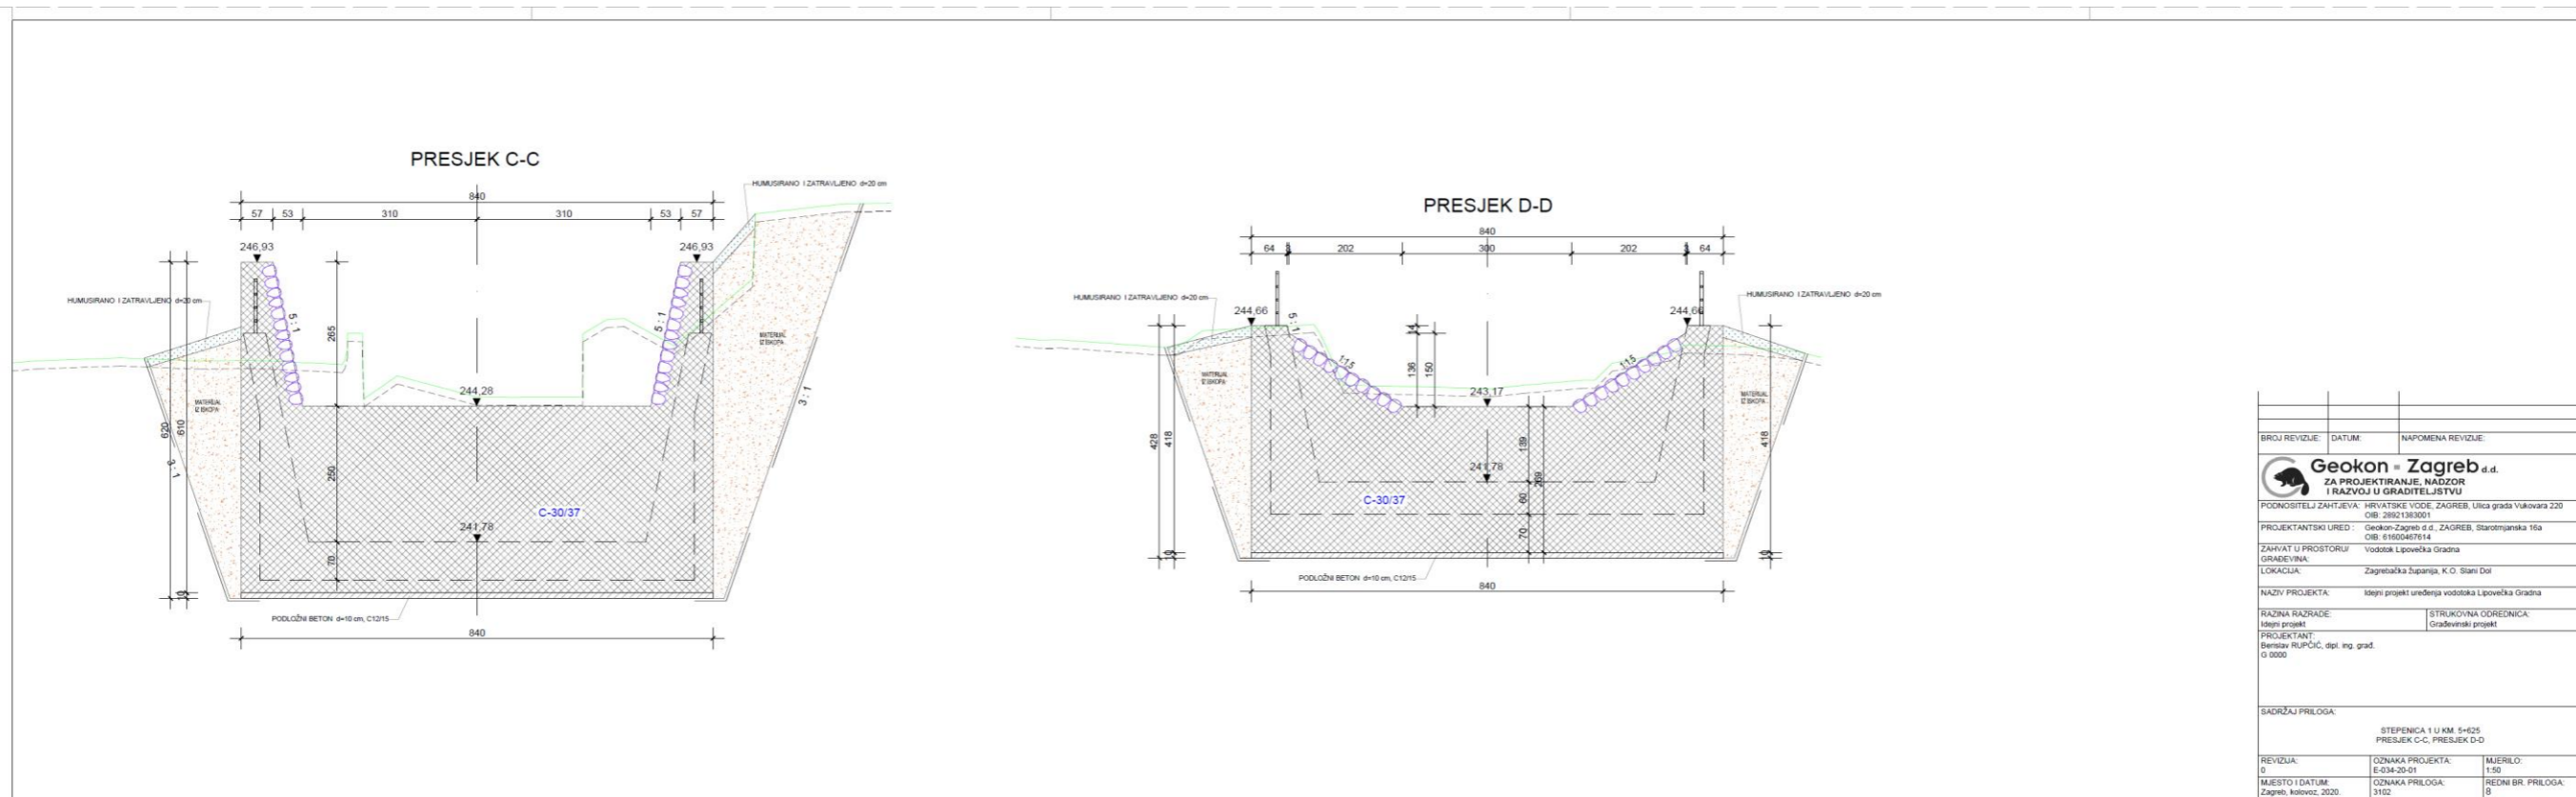 PRESJEK C-C
HUMUSIRANO I ZATRAVLJENO d=20 cm
840
57 53 310 310 53 57
246,93 246,93
HUMUSIRANO I ZATRAVLJENO d=20 cm
5 : 1 5 : 1
265
MATERIJAL
IZ ISKOPA
244,28
MATERIJAL
IZ ISKOPA
3 : 1
620 610
3 : 1
250
C-30/37
241,78
70
10
PODLOŽNI BETON d=10 cm, C12/15
840
PRESJEK D-D
840
64 202 300 202 64
HUMUSIRANO I ZATRAVLJENO d=20 cm
HUMUSIRANO I ZATRAVLJENO d=20 cm
244,66 244,66
5 : 1
14
1:1,5 1:1,5
136 150
MATERIJAL
IZ ISKOPA
243,17
MATERIJAL
IZ ISKOPA
428 418
139
418
241,78
269
C-30/37
60
70
10 10
PODLOŽNI BETON d=10 cm, C12/15
840
BROJ REVIZIJE: DATUM: NAPOMENA REVIZIJE:
Geokon - Zagreb d.d.
ZA PROJEKTIRANJE, NADZOR
I RAZVOJ U GRADITELJSTVU
PODNOSITELJ ZAHTJEVA: HRVATSKE VODE, ZAGREB, Ulica grada Vukovara 220
OIB: 28921383001
PROJEKTANTSKI URED : Geokon-Zagreb d.d., ZAGREB, Starotrnjanska 16a
OIB: 61600467614
ZAHVAT U PROSTORU/ Vodotok Lipovečka Gradna
GRAĐEVINA:
LOKACIJA: Zagrebačka županija, K.O. Slani Dol
NAZIV PROJEKTA: Idejni projekt uređenja vodotoka Lipovečka Gradna
RAZINA RAZRADE: STRUKOVNA ODREDNICA:
Idejni projekt Građevinski projekt
PROJEKTANT:
Berislav RUPČIĆ, dipl. ing. građ.
G 0000
SADRŽAJ PRILOGA:
STEPENICA 1 U KM. 5+625
PRESJEK C-C, PRESJEK D-D
REVIZIJA: OZNAKA PROJEKTA: MJERILO:
0 E-034-20-01 1:50
MJESTO I DATUM: OZNAKA PRILOGA: REDNI BR. PRILOGA:
Zagreb, kolovoz, 2020. 3102 8